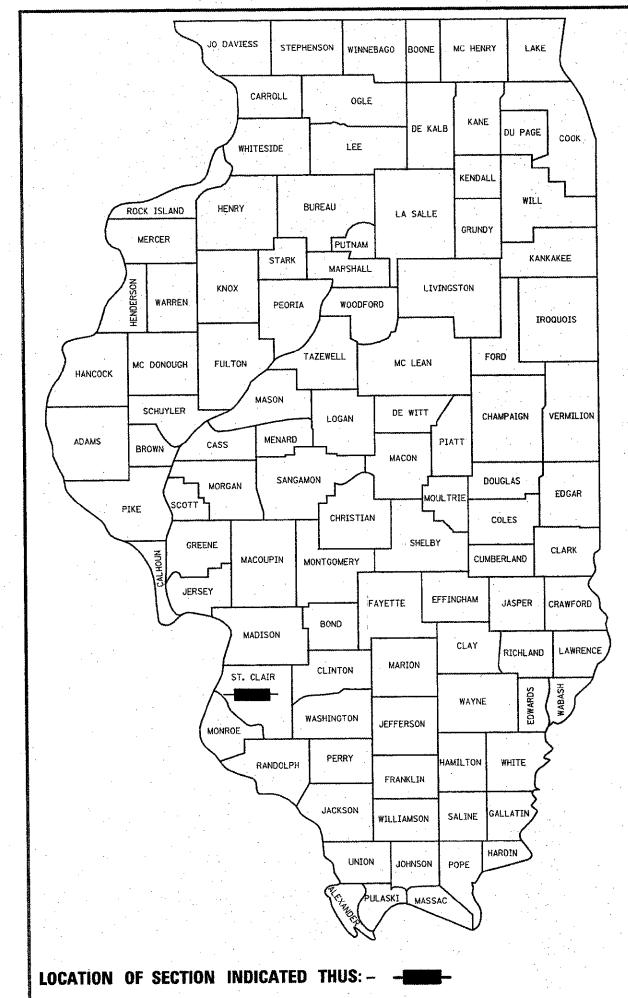 JO DAVIESS STEPHENSON WINNEBAGO BOONE MC HENRY LAKE
CARROLL OGLE DE KALB KANE DU PAGE COOK
WHITESIDE LEE
KENDALL
ROCK ISLAND HENRY BUREAU LA SALLE GRUNDY WILL
MERCER STARK PUTNAM
MARSHALL KANKAKEE
HENDERSON WARREN KNOX PEORIA WOODFORD LIVINGSTON IROQUOIS
HANCOCK MC DONOUGH FULTON TAZEWELL MC LEAN FORD
MASON
SCHUYLER LOGAN DE WITT CHAMPAIGN VERMILION
ADAMS BROWN CASS MENARD MACON PIATT
PIKE SCOTT MORGAN SANGAMON MOULTRIE DOUGLAS EDGAR
CHRISTIAN COLES
CALHOUN GREENE MACOUPIN MONTGOMERY SHELBY CUMBERLAND CLARK
JERSEY FAYETTE EFFINGHAM JASPER CRAWFORD
MADISON BOND
CLAY RICHLAND LAWRENCE
ST. CLAIR CLINTON MARION
WAYNE EDWARDS WABASH
MONROE WASHINGTON JEFFERSON
RANDOLPH PERRY HAMILTON WHITE
FRANKLIN
JACKSON WILLIAMSON SALINE GALLATIN
UNION JOHNSON POPE HARDIN
ALEXANDER PULASKI MASSAC
LOCATION OF SECTION INDICATED THUS: -